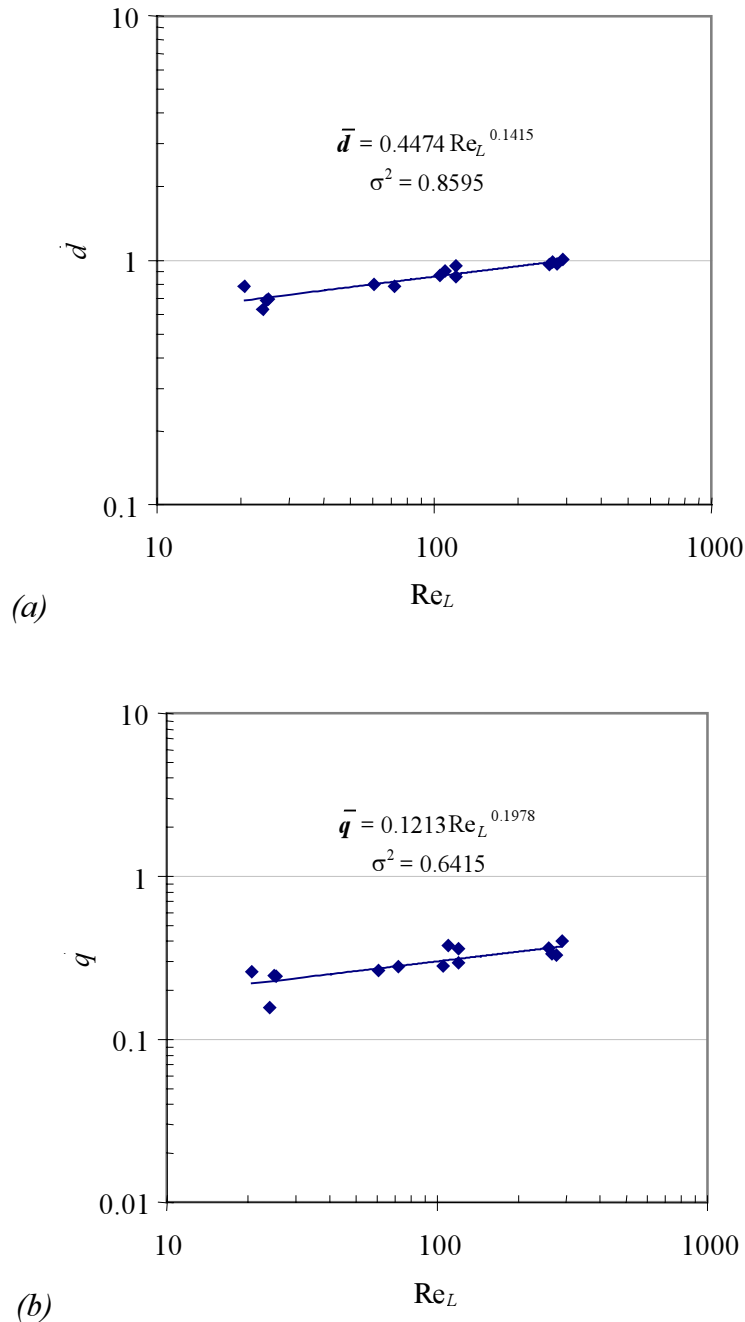 10
d̅ = 0.4474 Re_L^0.1415
σ² = 0.8595
d
1
0.1
10 100 1000
Re_L
(a)
10
q̅ = 0.1213Re_L^0.1978
σ² = 0.6415
1
q
0.1
0.01
10 100 1000
Re_L
(b)